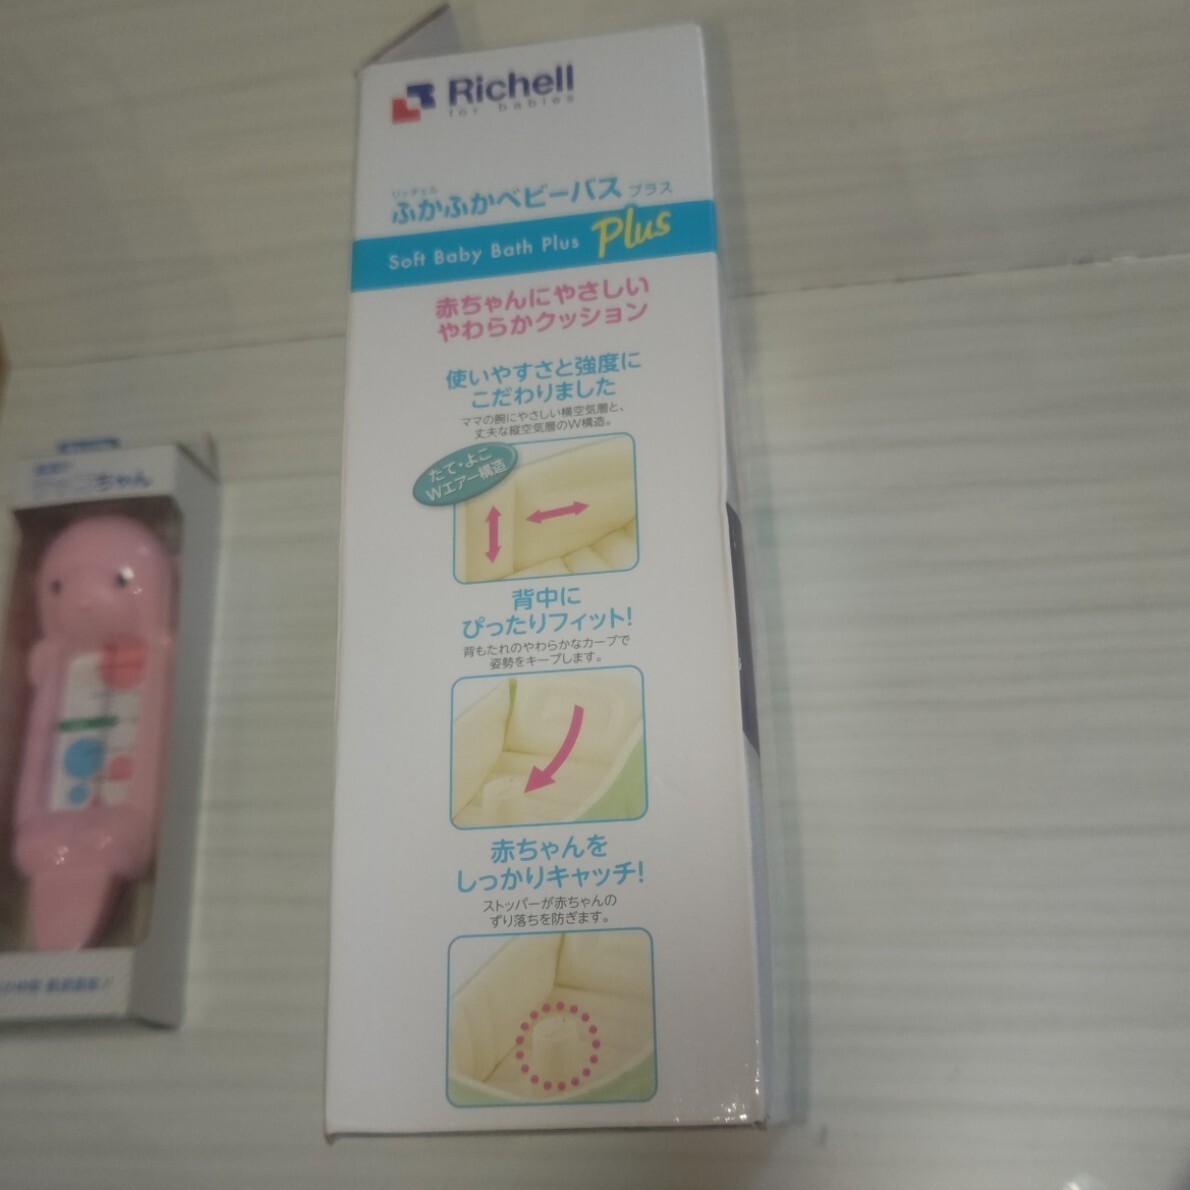 Richell
for babies
リッチェル
ふかふかベビーバス プラス
Soft Baby Bath Plus Plus
赤ちゃんにやさしい
やわらかクッション
使いやすさと強度に
こだわりました
ママの腕にやさしい横空気層と、
丈夫な縦空気層のW構造。
たて・よこ
Wエアー構造
背中に
ぴったりフィット!
背もたれのやわらかなカーブで
姿勢をキープします。
赤ちゃんを
しっかりキャッチ!
ストッパーが赤ちゃんの
ずり落ちを防ぎます。
ちゃん